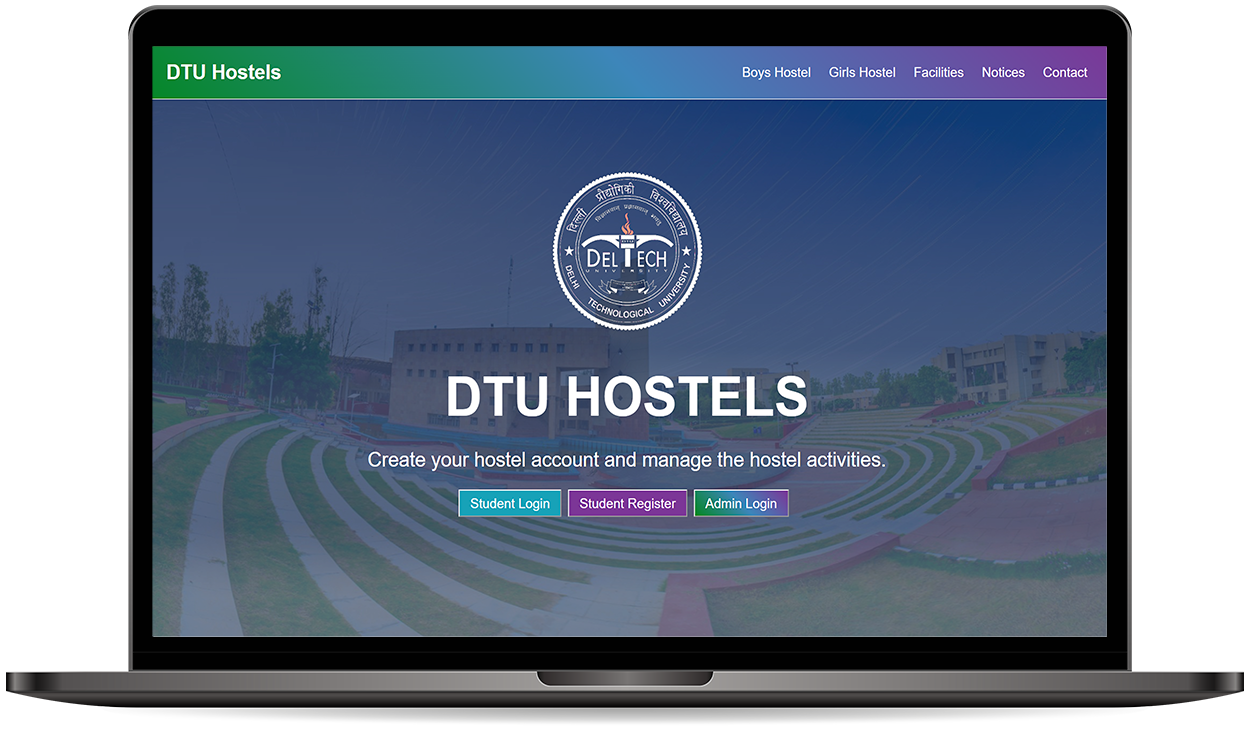 DTU Hostels
Boys Hostel Girls Hostel Facilities Notices Contact
दिल्ली प्रौद्योगिकी विश्वविद्यालय
DELTECH
UNIVERSITY
DELHI TECHNOLOGICAL UNIVERSITY
DTU HOSTELS
Create your hostel account and manage the hostel activities.
Student Login Student Register Admin Login